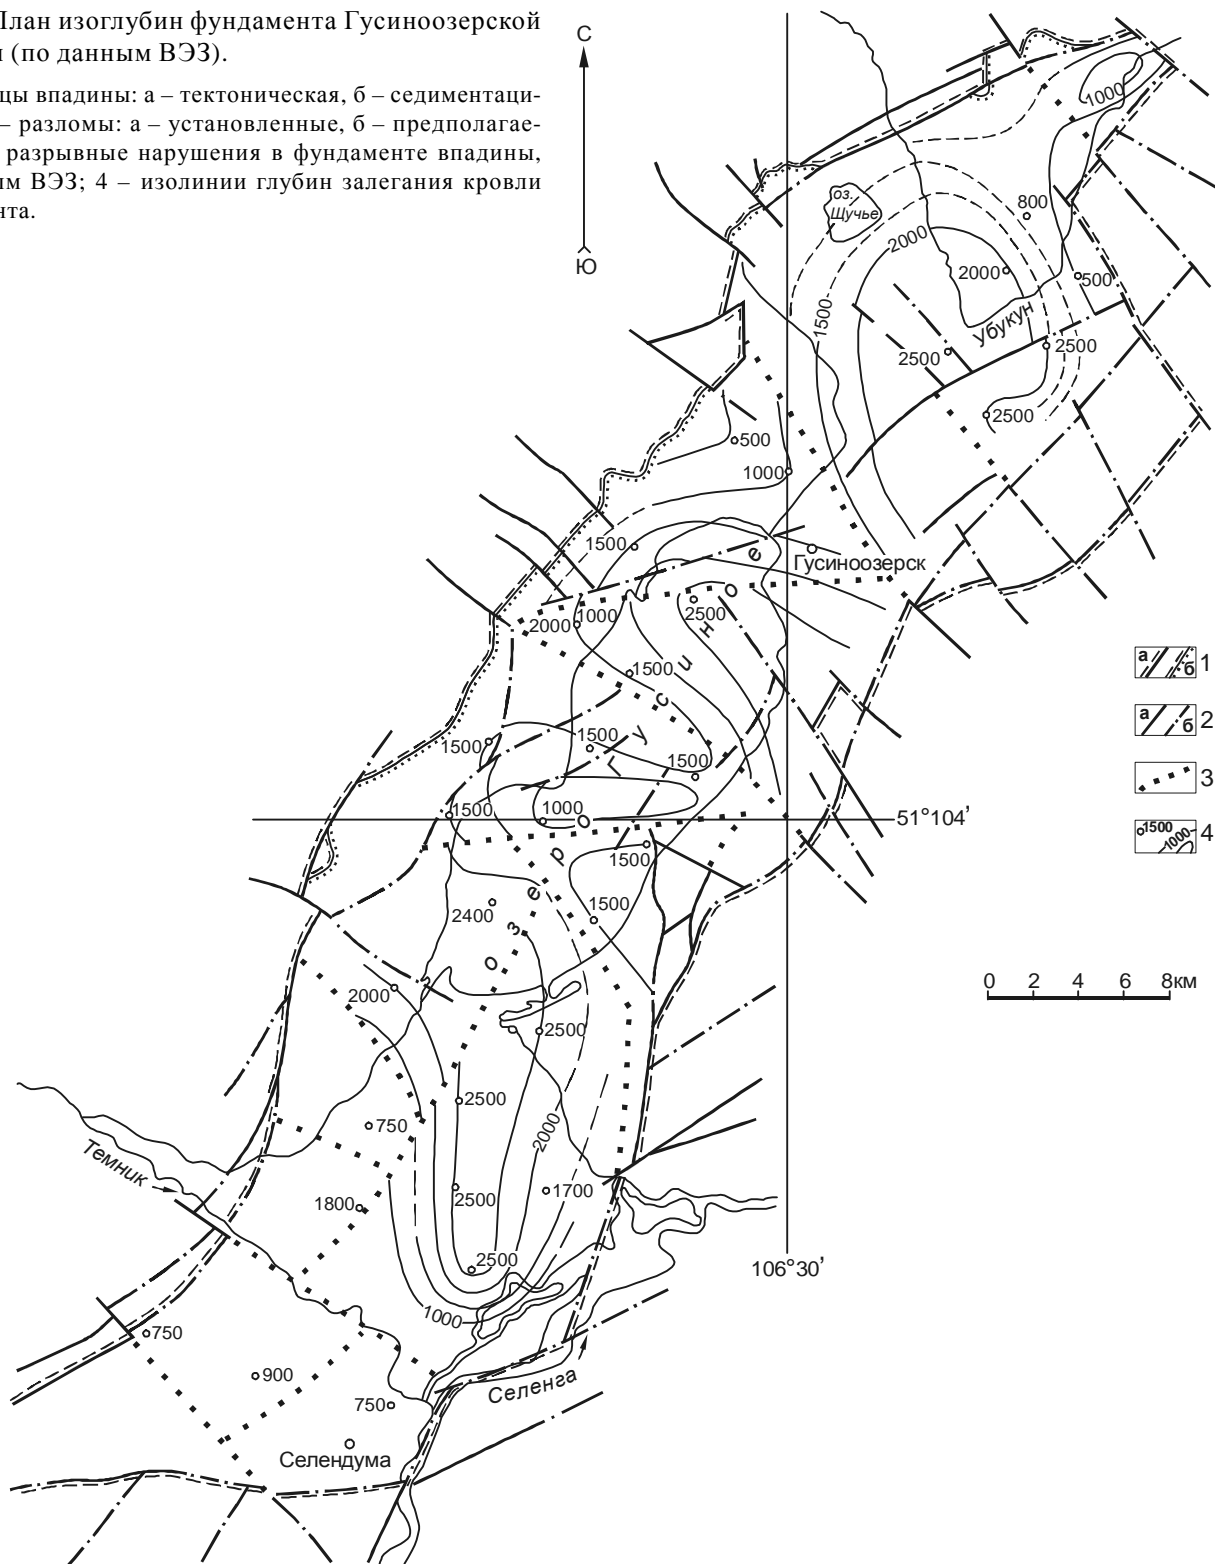 План изоглубин фундамента Гусиноозерской
(по данным ВЭЗ).
впадины: а – тектоническая, б – седиментаци-
– разломы: а – установленные, б – предполагае-
разрывные нарушения в фундаменте впадины,
ВЭЗ; 4 – изолинии глубин залегания кровли
С
Ю
1000
оз.
Щучье
800
2000
2000
500
1500
Убукун
2500
2500
2500
500
1000
1500
Гусиноозерск
1000
2000
2500
1500
1500
1500
1500
1500
1000
51°104’
Гусиное
озеро
1500
2400
1500
2000
2500
2500
750
2000
Темник
1800
2500
1700
2500
106°30’
1000
750
900
750
Селенга
Селендума
а б 1
а б 2
3
1500 1000 4
0 2 4 6 8км